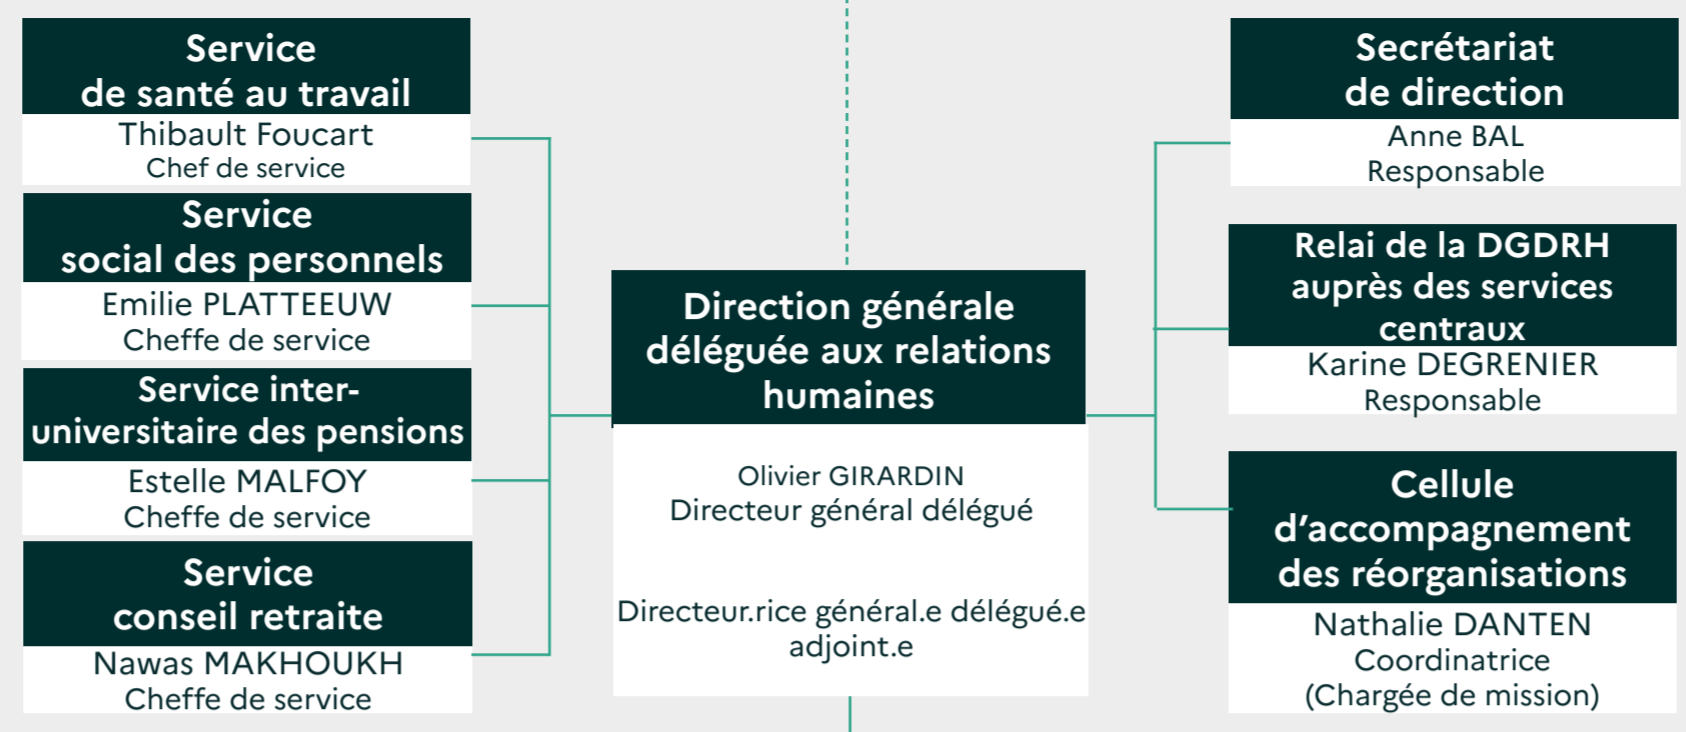 Service
de santé au travail
Thibault Foucart
Chef de service
Service
social des personnels
Emilie PLATTEEUW
Cheffe de service
Service inter-
universitaire des pensions
Estelle MALFOY
Cheffe de service
Service
conseil retraite
Nawas MAKHOUKH
Cheffe de service
Direction générale
déléguée aux relations
humaines
Olivier GIRARDIN
Directeur général délégué
Directeur.rice général.e délégué.e
adjoint.e
Secrétariat
de direction
Anne BAL
Responsable
Relai de la DGDRH
auprès des services
centraux
Karine DEGRENIER
Responsable
Cellule
d’accompagnement
des réorganisations
Nathalie DANTEN
Coordinatrice
(Chargée de mission)